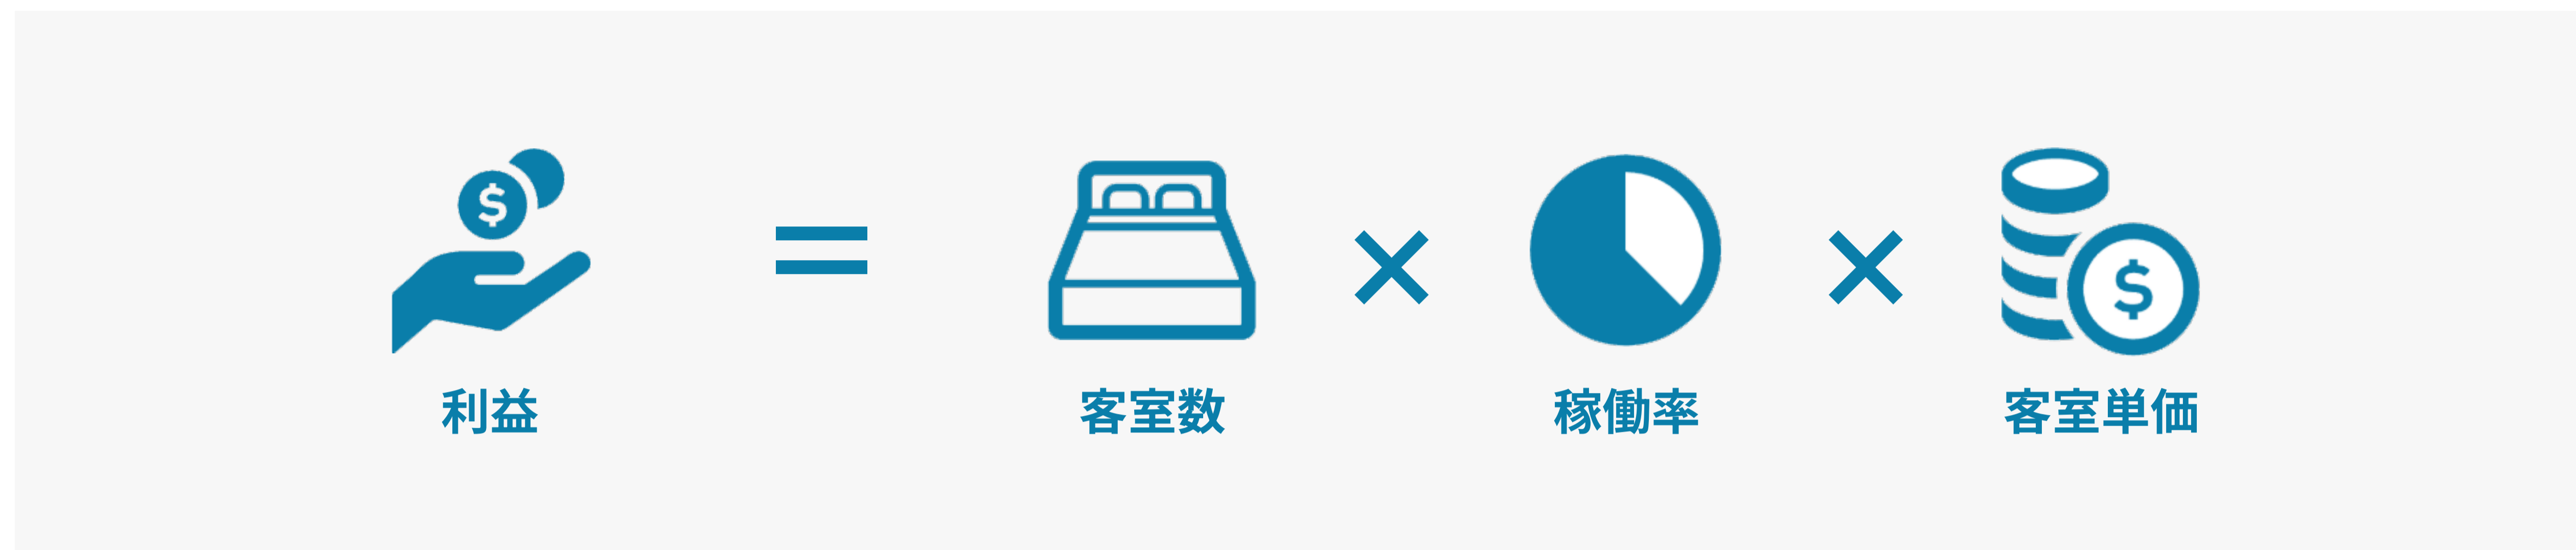 利益 = 客室数 × 稼働率 × 客室単価